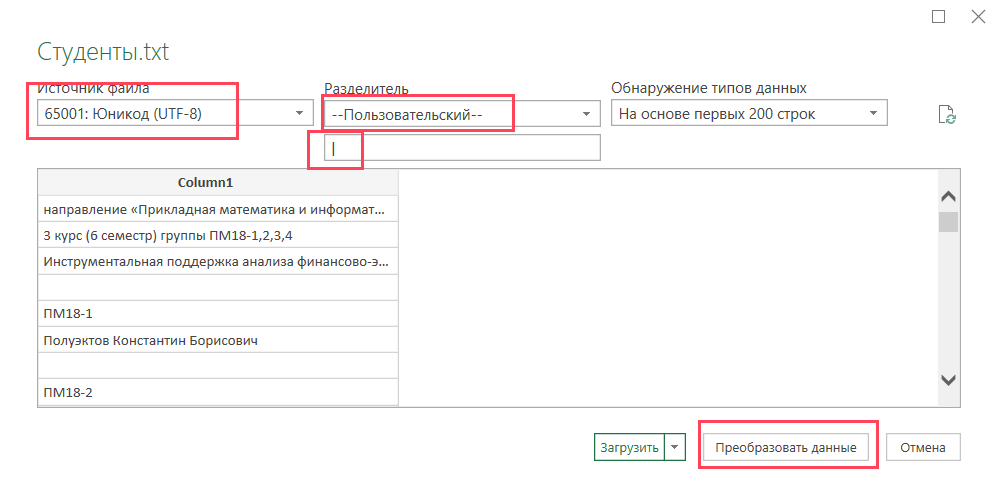 Студенты.txt
Источник файла
Разделитель
Обнаружение типов данных
65001: Юникод (UTF-8)
--Пользовательский--
На основе первых 200 строк
|
Column1
направление «Прикладная математика и информат...
3 курс (6 семестр) группы ПМ18-1,2,3,4
Инструментальная поддержка анализа финансово-э...
ПМ18-1
Полуэктов Константин Борисович
ПМ18-2
Загрузить
Преобразовать данные
Отмена